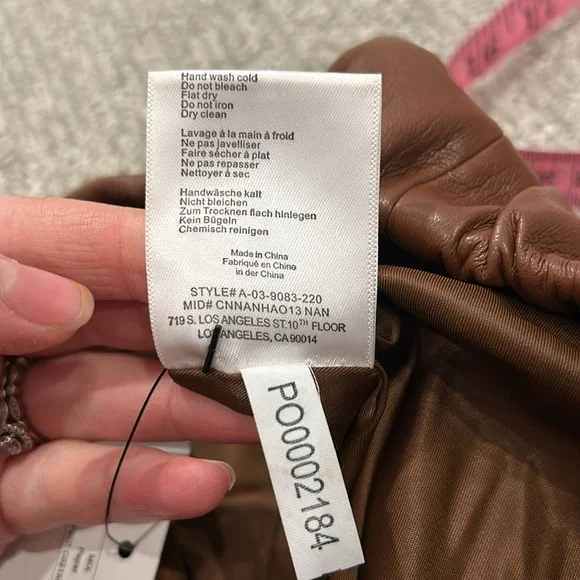 Hand wash cold
Do not bleach
Flat dry
Do not iron
Dry clean
Lavage à la main à froid
Ne pas javelliser
Faire sécher à plat
Ne pas repasser
Nettoyer à sec
Handwäsche kalt
Nicht bleichen
Zum Trocknen flach hinlegen
Kein Bügeln
Chemisch reinigen
Made in China
Fabriqué en Chine
in der China
STYLE# A-03-9083-220
MID# CNNANHAO13 NAN
719 S. LOS ANGELES ST.10TH FLOOR
LOS ANGELES, CA90014
PO0002184